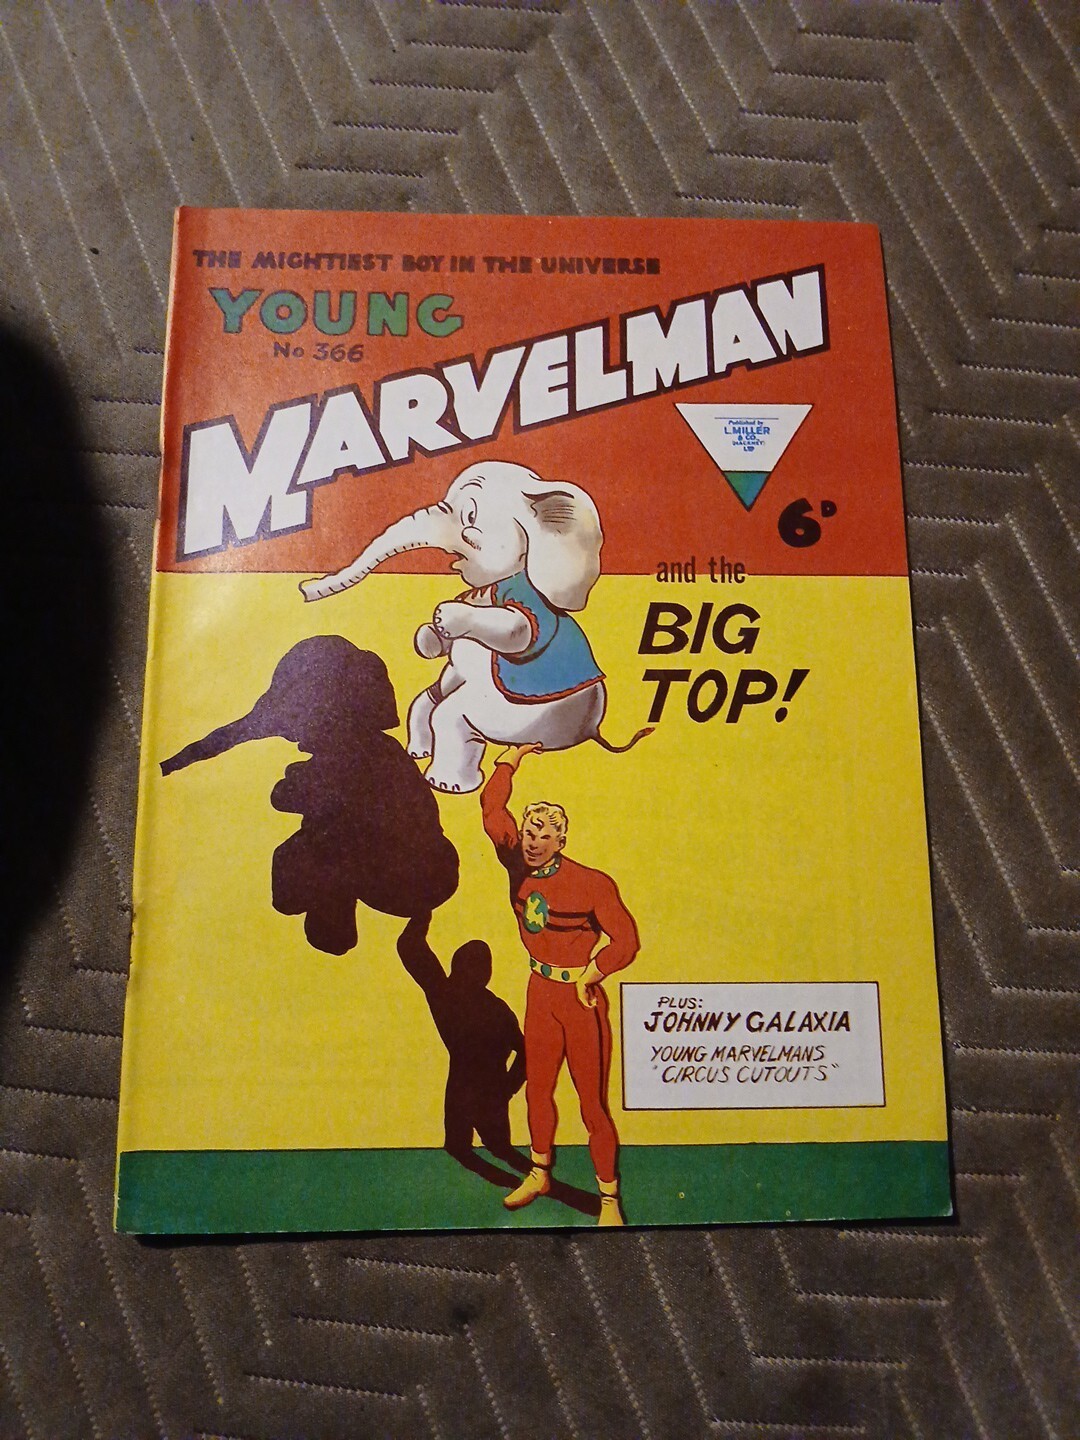 THE MIGHTIEST BOY IN THE UNIVERSE
YOUNG
No 366
MARVELMAN
Published by
L. MILLER
& CO.
(HACKNEY)
LTD
6D
and the
BIG
TOP!
PLUS:
JOHNNY GALAXIA
YOUNG MARVELMANS
"CIRCUS CUTOUTS"